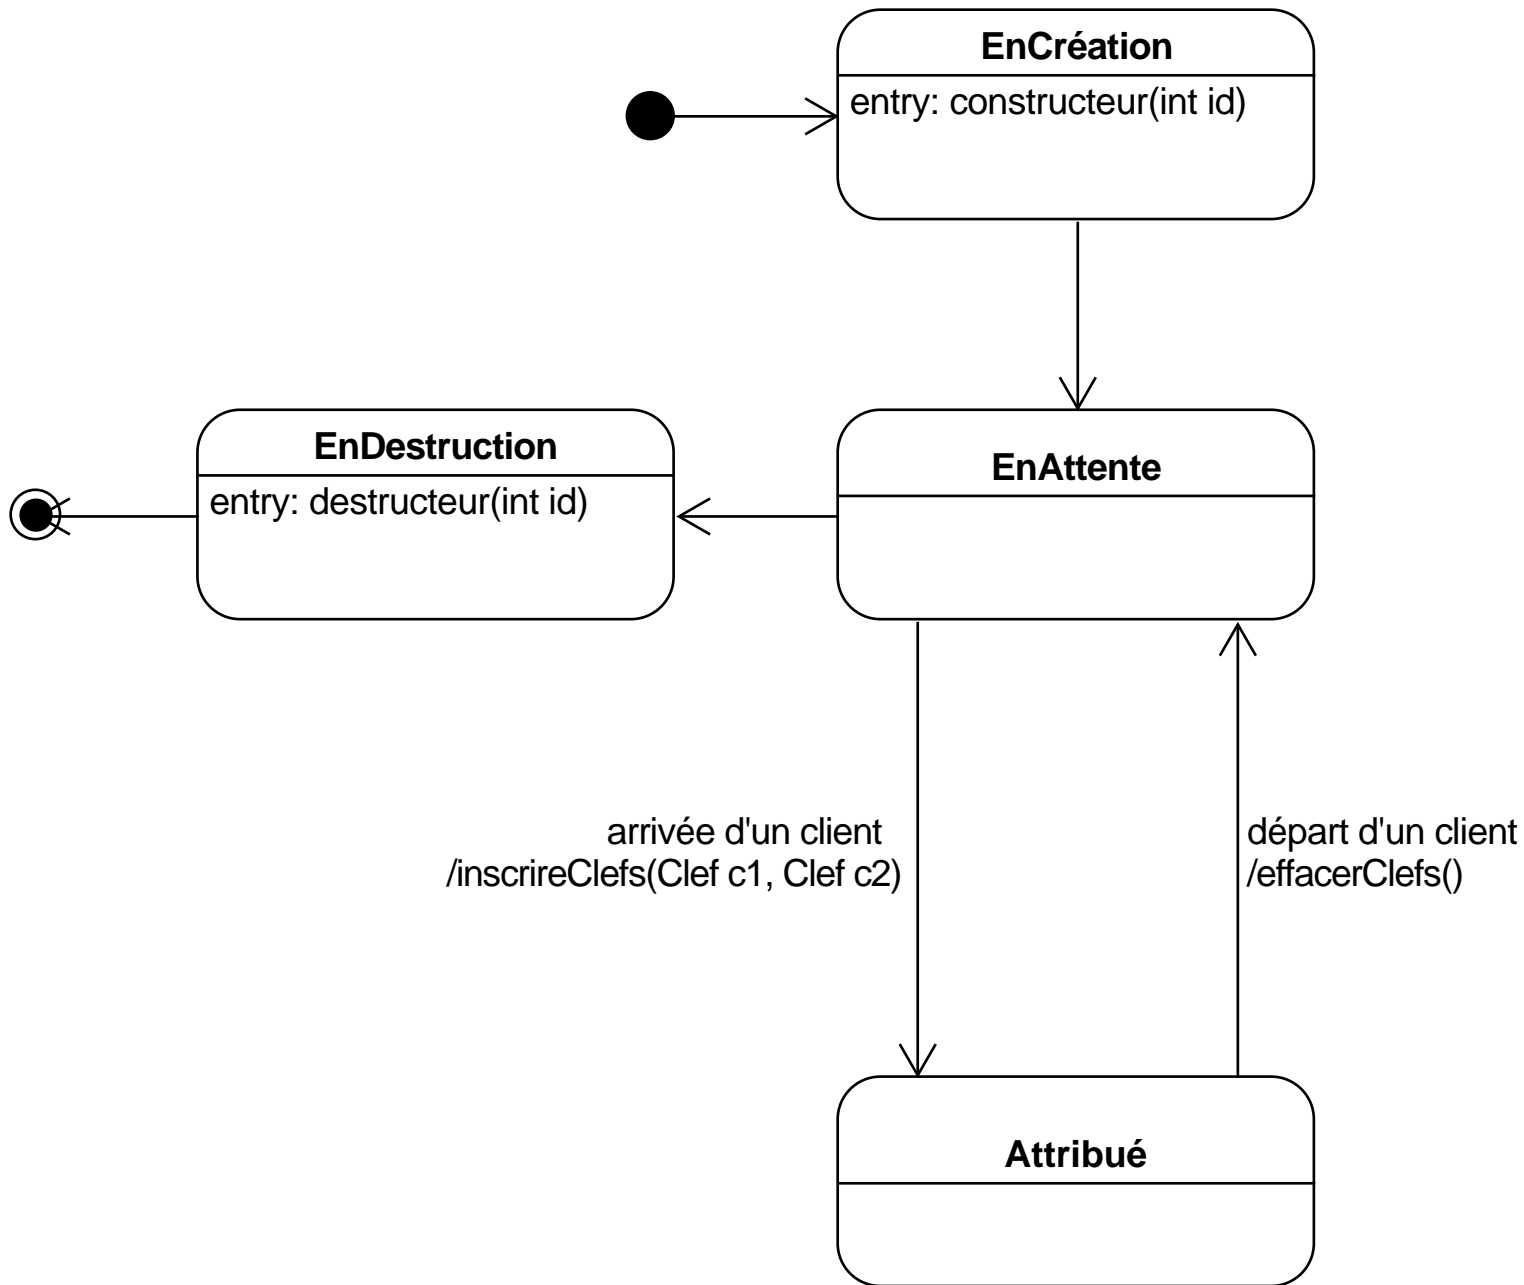 EnCréation
entry: constructeur(int id)
EnDestruction
entry: destructeur(int id)
EnAttente
arrivée d'un client
/inscrireClefs(Clef c1, Clef c2)
départ d'un client
/effacerClefs()
Attribué